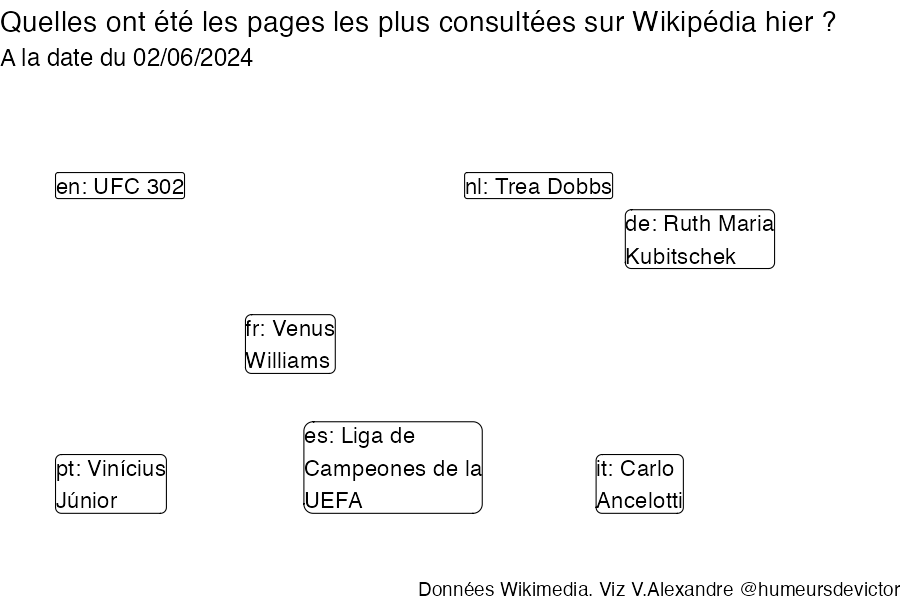 Quelles ont été les pages les plus consultées sur Wikipédia hier ?
A la date du 02/06/2024
en: UFC 302
nl: Trea Dobbs
de: Ruth Maria
Kubitschek
fr: Venus
Williams
es: Liga de
Campeones de la
UEFA
pt: Vinícius
Júnior
it: Carlo
Ancelotti
Données Wikimedia. Viz V.Alexandre @humeursdevictor